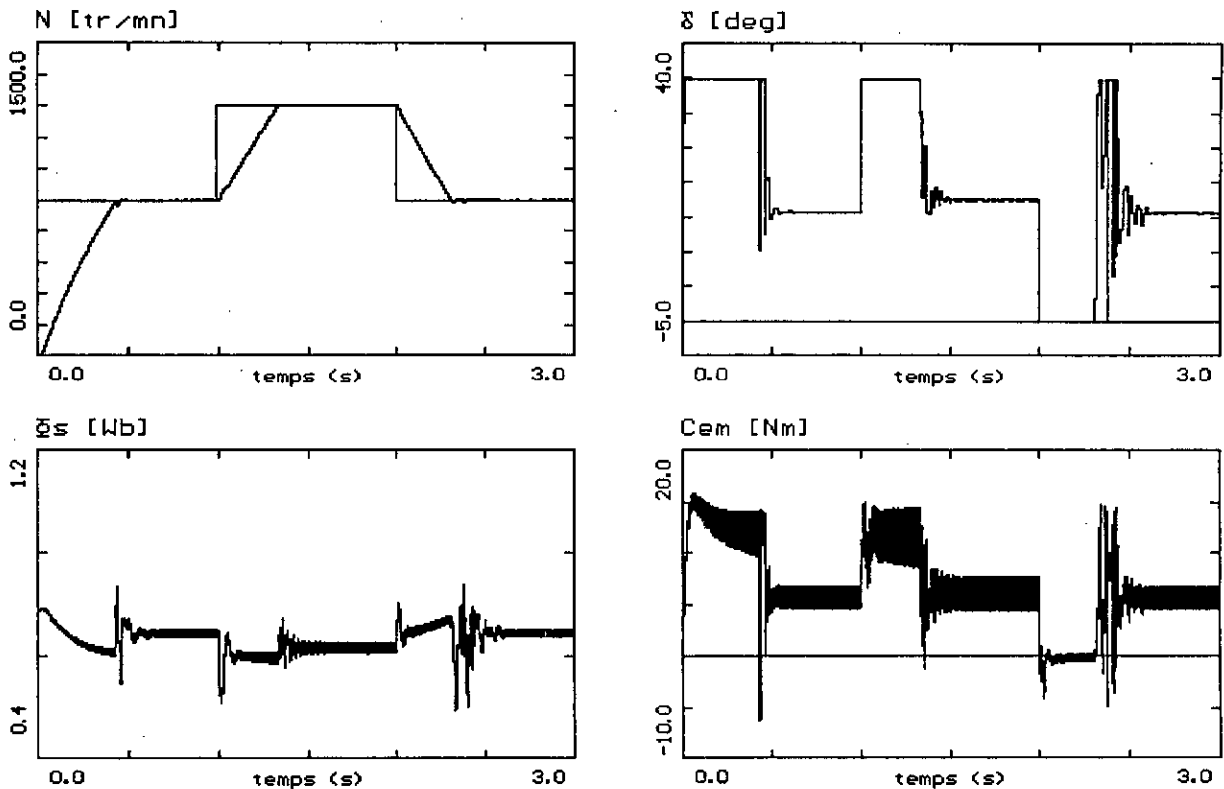 N [tr/mn]
1500.0
0.0
0.0 temps (s) 3.0
δ [deg]
40.0
-5.0
0.0 temps (s) 3.0
Φs [Wb]
1.2
0.4
0.0 temps (s) 3.0
Cem [Nm]
20.0
-10.0
0.0 temps (s) 3.0